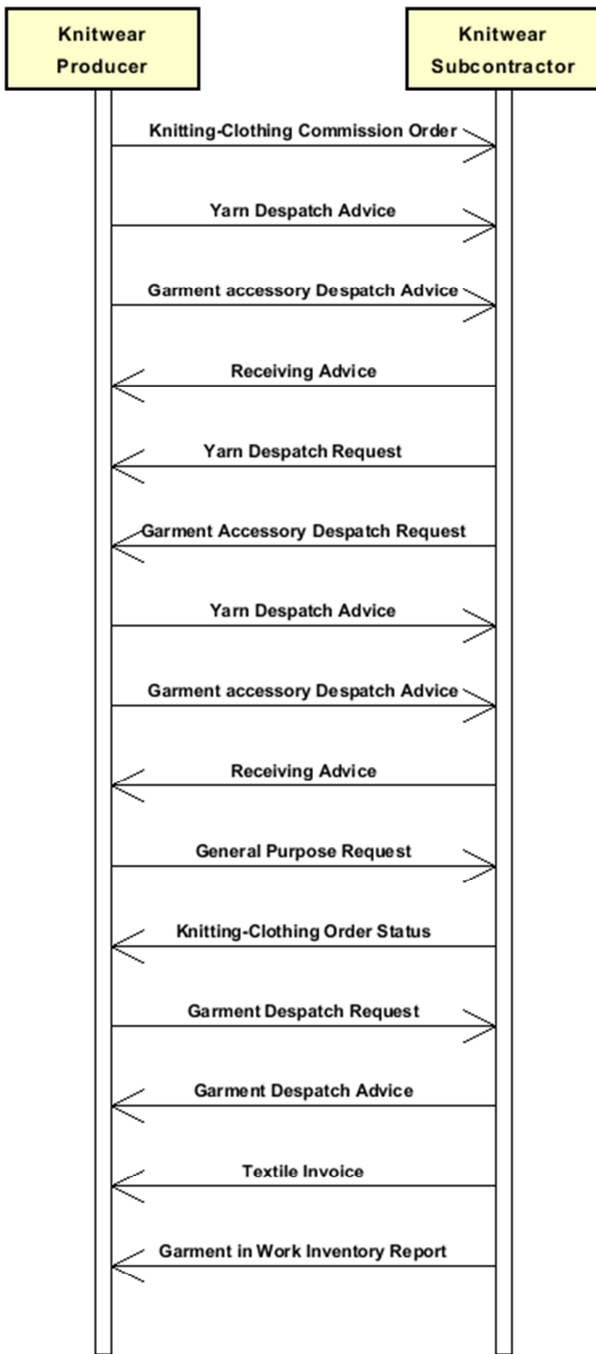 Knitwear
Producer
Knitwear
Subcontractor
Knitting-Clothing Commission Order
Yarn Despatch Advice
Garment accessory Despatch Advice
Receiving Advice
Yarn Despatch Request
Garment Accessory Despatch Request
Yarn Despatch Advice
Garment accessory Despatch Advice
Receiving Advice
General Purpose Request
Knitting-Clothing Order Status
Garment Despatch Request
Garment Despatch Advice
Textile Invoice
Garment in Work Inventory Report